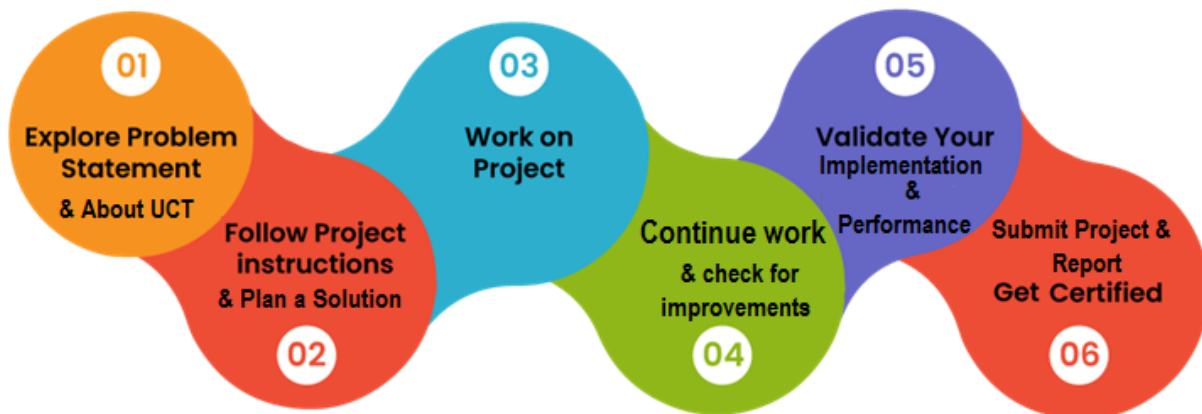 01
Explore Problem
Statement
& About UCT
Follow Project
instructions
& Plan a Solution
02
03
Work on
Project
Continue work
& check for
improvements
04
05
Validate Your
Implementation
&
Performance
Submit Project &
Report
Get Certified
06